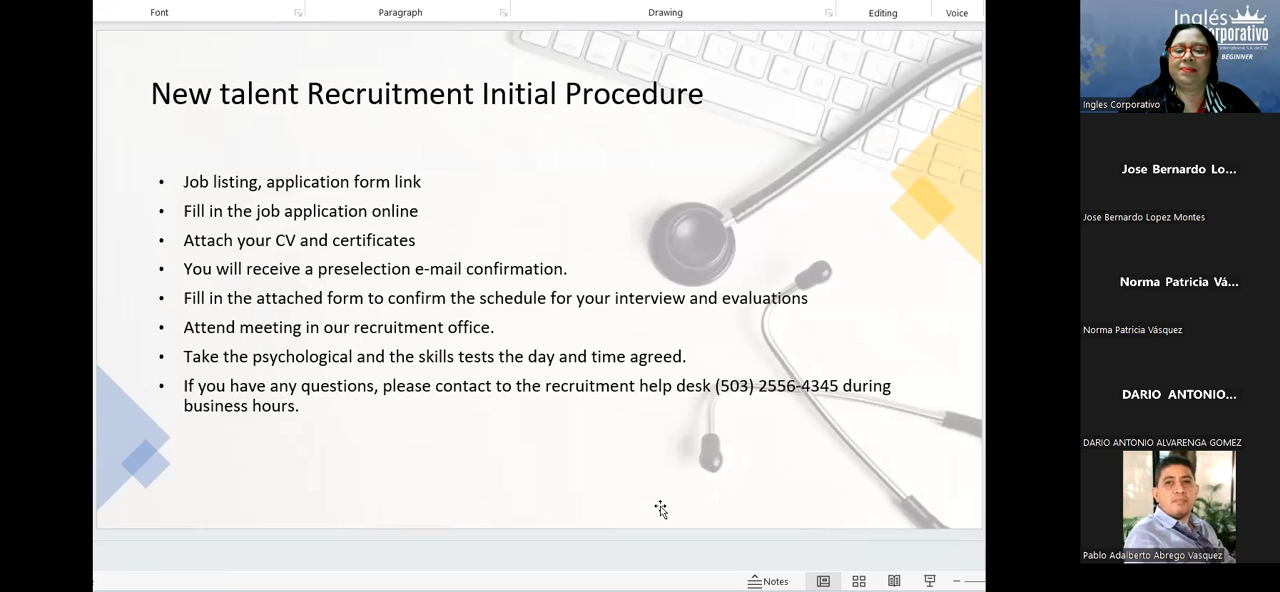 Font
Paragraph
Drawing
Editing
Voice
New talent Recruitment Initial Procedure
• Job listing, application form link
• Fill in the job application online
• Attach your CV and certificates
• You will receive a preselection e-mail confirmation.
• Fill in the attached form to confirm the schedule for your interview and evaluations
• Attend meeting in our recruitment office.
• Take the psychological and the skills tests the day and time agreed.
• If you have any questions, please contact to the recruitment help desk (503) 2556-4345 during
business hours.
Notes
Inglés
BEGINNER
Ingles Corporativo
Jose Bernardo Lo...
Jose Bernardo Lopez Montes
Norma Patricia Vá...
Norma Patricia Vásquez
DARIO ANTONIO...
DARIO ANTONIO ALVARENGA GOMEZ
Pablo Adalberto Abrego Vasquez